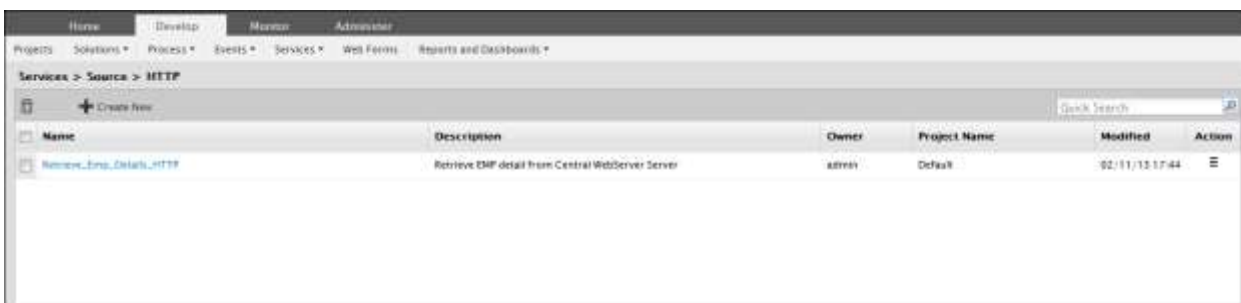 Home Develop Monitor Administer
Projects Solutions Process Events Services Web Forms Reports and Dashboards
Services > Source > HTTP
Create New Quick Search
Name Description Owner Project Name Modified Action
Retrieve_Emp_Details_HTTP Retrieve EMP detail from Central WebServer Server admin Default 02/11/15 17:44